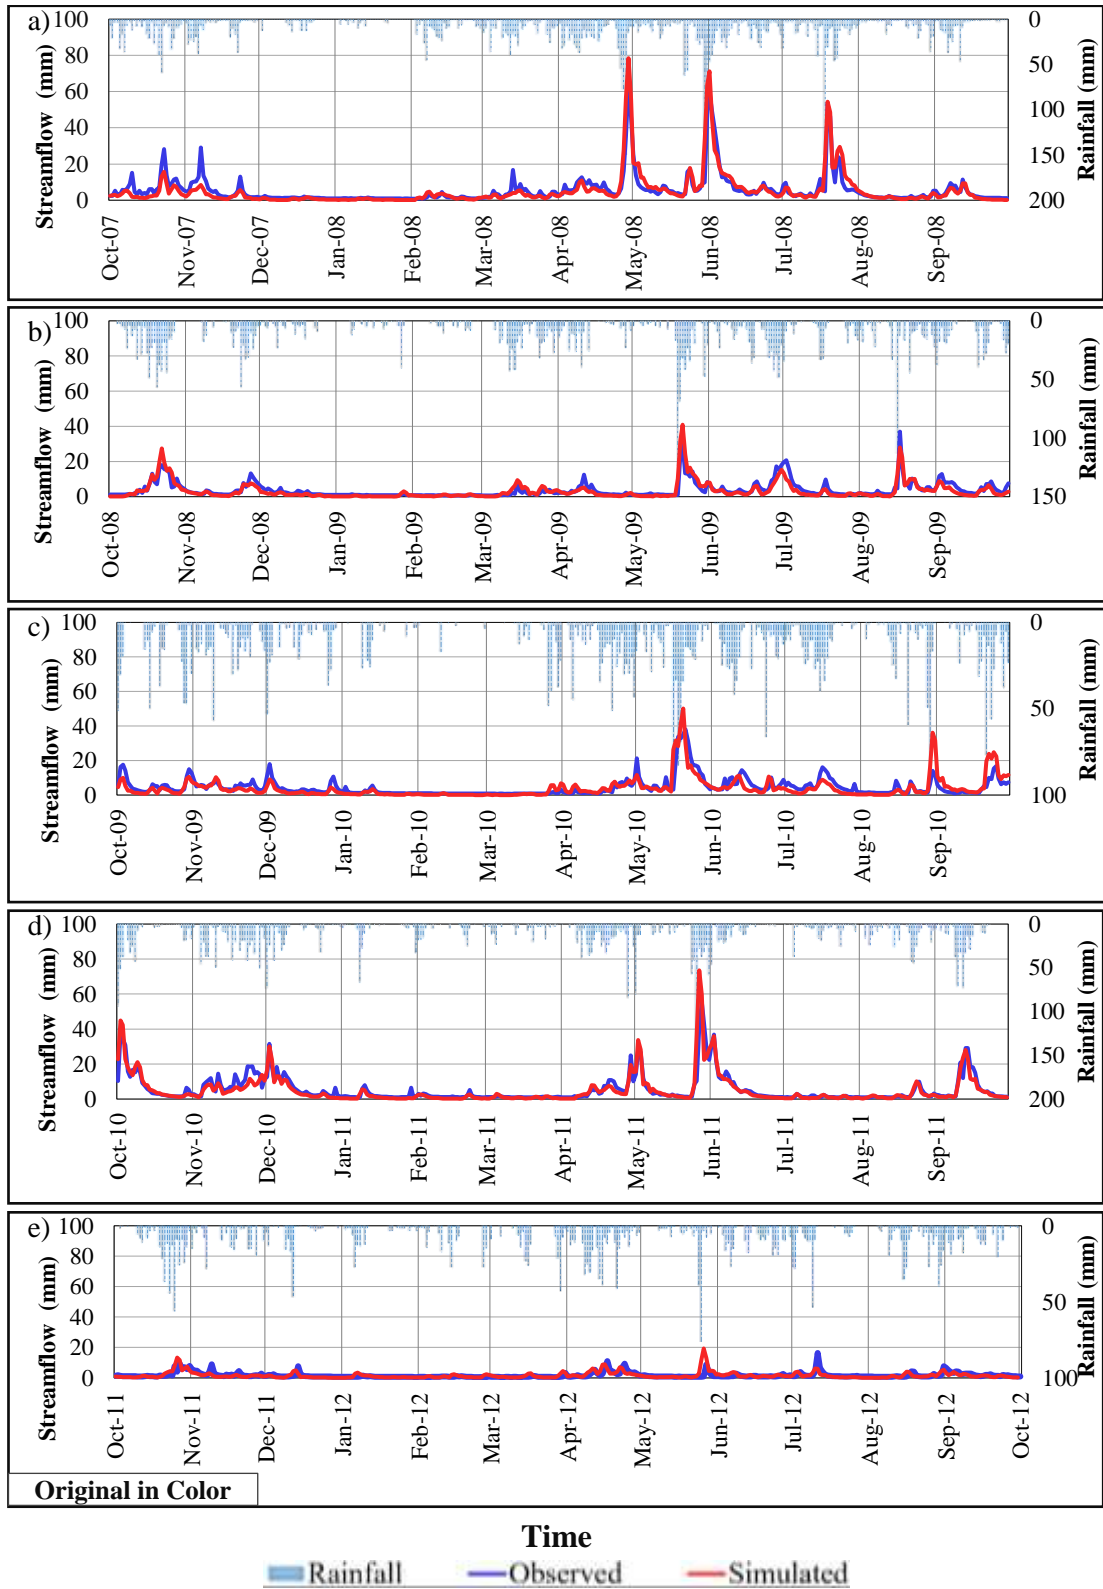 a)
Streamflow (mm)
100
80
60
40
20
0
0
50
100
150
200
Rainfall (mm)
Oct-07 Nov-07 Dec-07 Jan-08 Feb-08 Mar-08 Apr-08 May-08 Jun-08 Jul-08 Aug-08 Sep-08
b)
Streamflow (mm)
100
80
60
40
20
0
0
50
100
150
Rainfall (mm)
Oct-08 Nov-08 Dec-08 Jan-09 Feb-09 Mar-09 Apr-09 May-09 Jun-09 Jul-09 Aug-09 Sep-09
c)
Streamflow (mm)
100
80
60
40
20
0
0
50
100
Rainfall (mm)
Oct-09 Nov-09 Dec-09 Jan-10 Feb-10 Mar-10 Apr-10 May-10 Jun-10 Jul-10 Aug-10 Sep-10
d)
Streamflow (mm)
100
80
60
40
20
0
0
50
100
150
200
Rainfall (mm)
Oct-10 Nov-10 Dec-10 Jan-11 Feb-11 Mar-11 Apr-11 May-11 Jun-11 Jul-11 Aug-11 Sep-11
e)
Streamflow (mm)
100
80
60
40
20
0
0
50
100
Rainfall (mm)
Oct-11 Nov-11 Dec-11 Jan-12 Feb-12 Mar-12 Apr-12 May-12 Jun-12 Jul-12 Aug-12 Sep-12 Oct-12
Original in Color
Time
Rainfall Observed Simulated